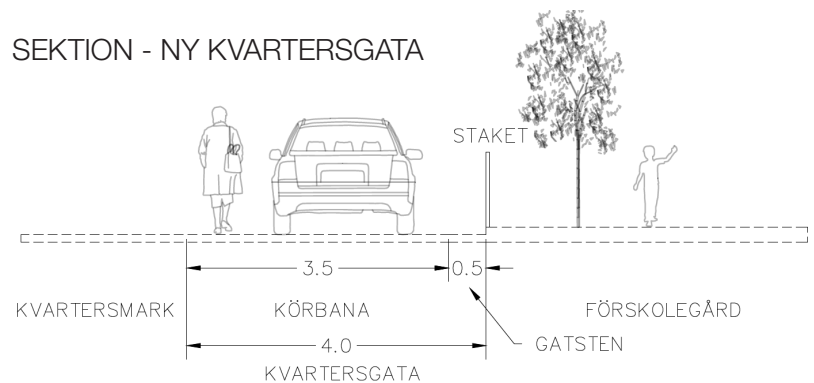 SEKTION - NY KVARTERSGATA
STAKET
3.5
0.5
KVARTERSMARK
KÖRBANA
FÖRSKOLEGÅRD
4.0
GATSTEN
KVARTERSGATA